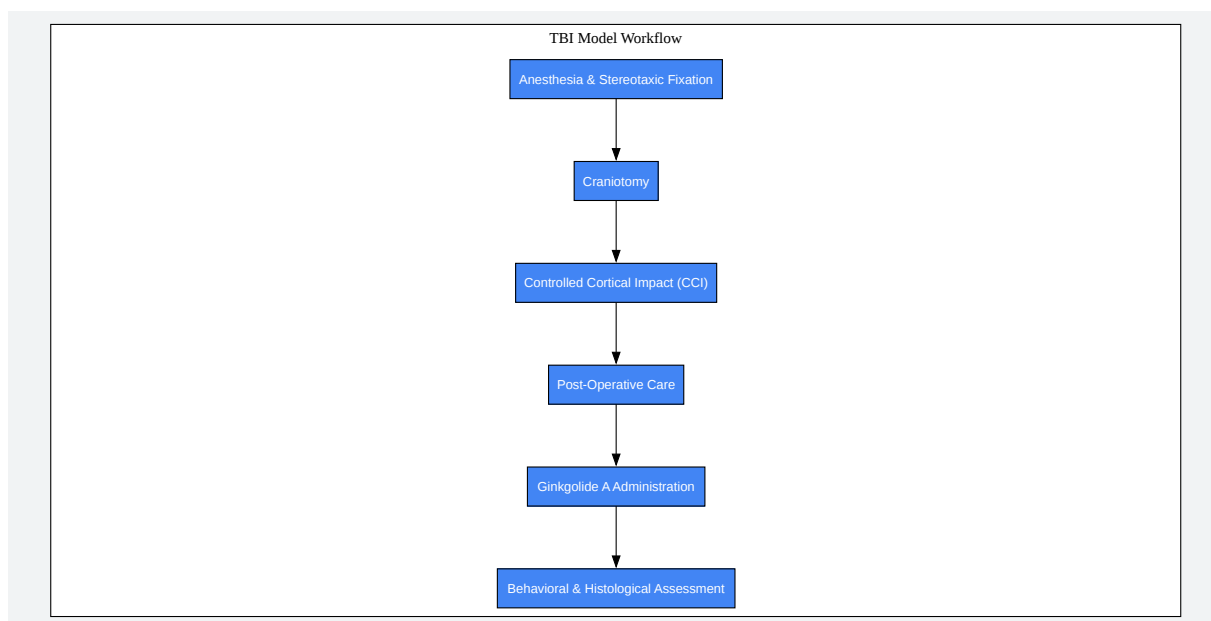 TBI Model Workflow
Anesthesia & Stereotaxic Fixation
Craniotomy
Controlled Cortical Impact (CCI)
Post-Operative Care
Ginkgolide A Administration
Behavioral & Histological Assessment